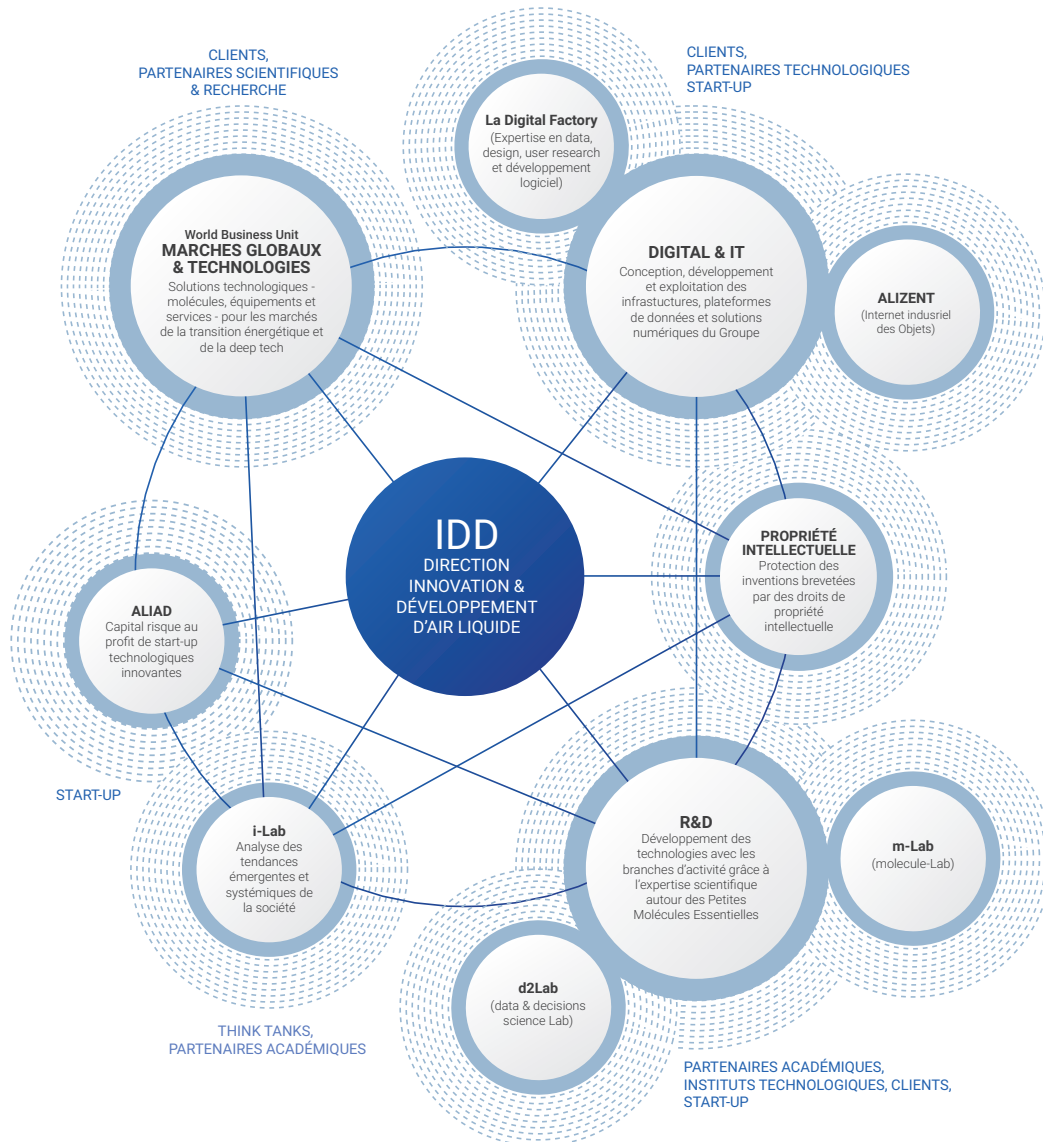 CLIENTS,
PARTENAIRES SCIENTIFIQUES
& RECHERCHE
CLIENTS,
PARTENAIRES TECHNOLOGIQUES
START-UP
La Digital Factory
(Expertise en data,
design, user research
et développement
logiciel)
World Business Unit
MARCHES GLOBAUX
& TECHNOLOGIES
Solutions technologiques -
molécules, équipements et
services - pour les marchés
de la transition énergétique et
de la deep tech
DIGITAL & IT
Conception, développement
et exploitation des
infrastuctures, plateformes
de données et solutions
numériques du Groupe
ALIZENT
(Internet indusriel
des Objets)
IDD
DIRECTION
INNOVATION &
DÉVELOPPEMENT
D'AIR LIQUIDE
PROPRIÉTÉ
INTELLECTUELLE
Protection des
inventions brevetées
par des droits de
propriété
intellectuelle
ALIAD
Capital risque au
profit de start-up
technologiques
innovantes
START-UP
i-Lab
Analyse des
tendances
émergentes et
systémiques de
la société
R&D
Développement des
technologies avec les
branches d'activité grâce à
l'expertise scientifique
autour des Petites
Molécules Essentielles
m-Lab
(molecule-Lab)
d2Lab
(data & decisions
science Lab)
THINK TANKS,
PARTENAIRES ACADÉMIQUES
PARTENAIRES ACADÉMIQUES,
INSTITUTS TECHNOLOGIQUES, CLIENTS,
START-UP